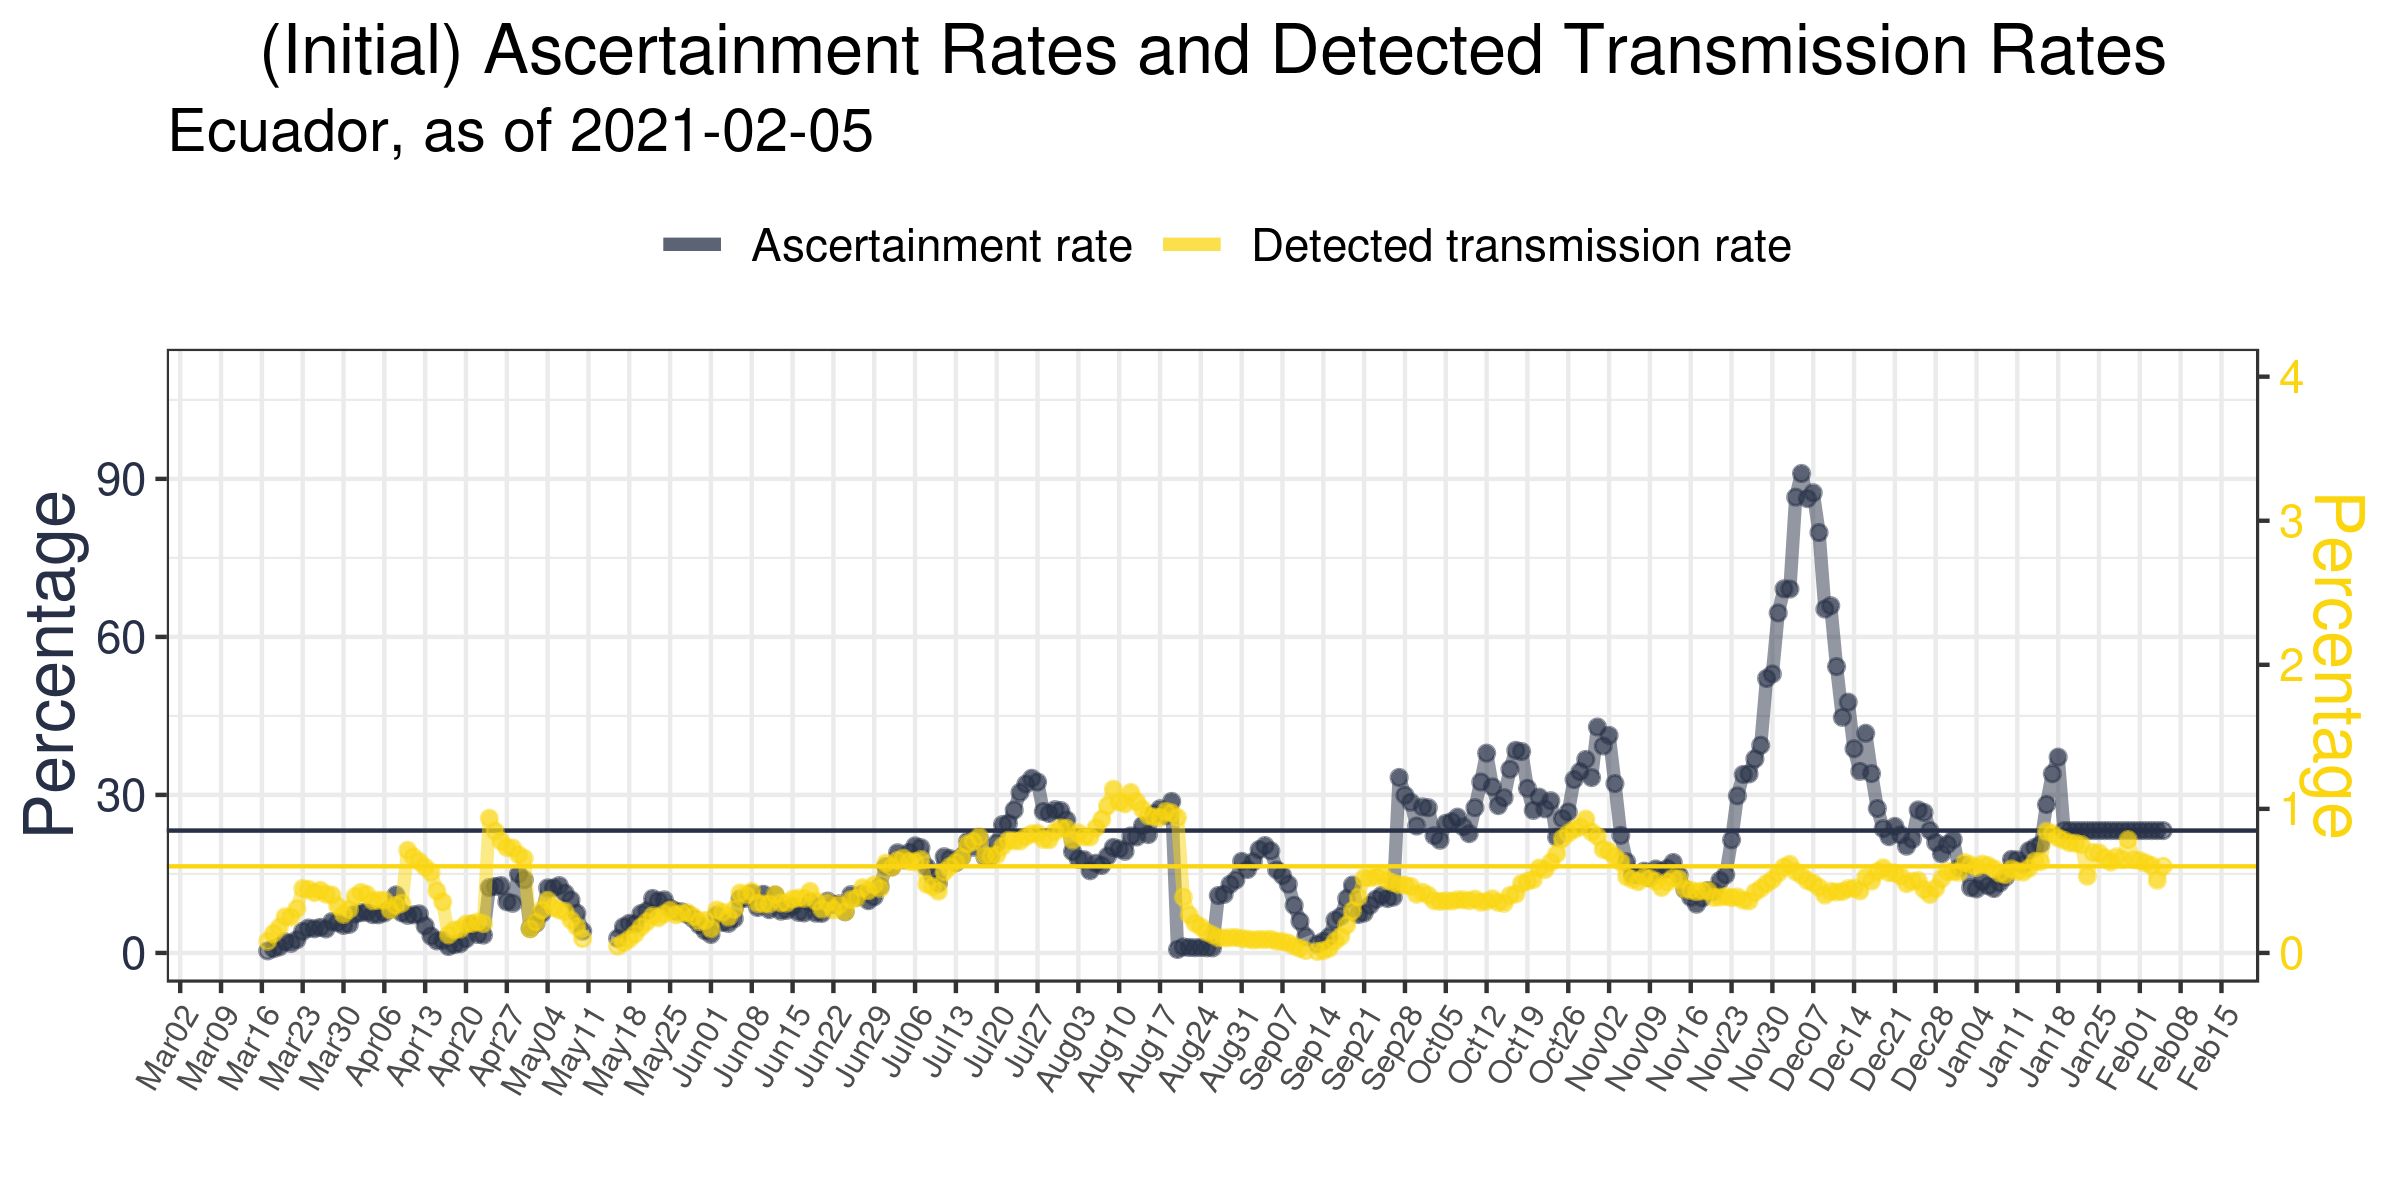 (Initial) Ascertainment Rates and Detected Transmission Rates
Ecuador, as of 2021-02-05
Ascertainment rate Detected transmission rate
Percentage
90
60
30
0
4
3
2
1
0
Percentage
Mar02 Mar09 Mar16 Mar23 Mar30 Apr06 Apr13 Apr20 Apr27 May04 May11 May18 May25 Jun01 Jun08 Jun15 Jun22 Jun29 Jul06 Jul13 Jul20 Jul27 Aug03 Aug10 Aug17 Aug24 Aug31 Sep07 Sep14 Sep21 Sep28 Oct05 Oct12 Oct19 Oct26 Nov02 Nov09 Nov16 Nov23 Nov30 Dec07 Dec14 Dec21 Dec28 Jan04 Jan11 Jan18 Jan25 Feb01 Feb08 Feb15